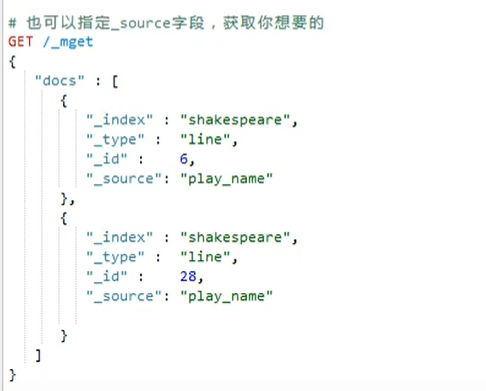 # 也可以指定_source字段，获取你想要的
GET /_mget
{
"docs" : [
{
"_index" : "shakespeare",
"_type" : "line",
"_id" : 6,
"_source": "play_name"
},
{
"_index" : "shakespeare",
"_type" : "line",
"_id" : 28,
"_source": "play_name"
}
]
}